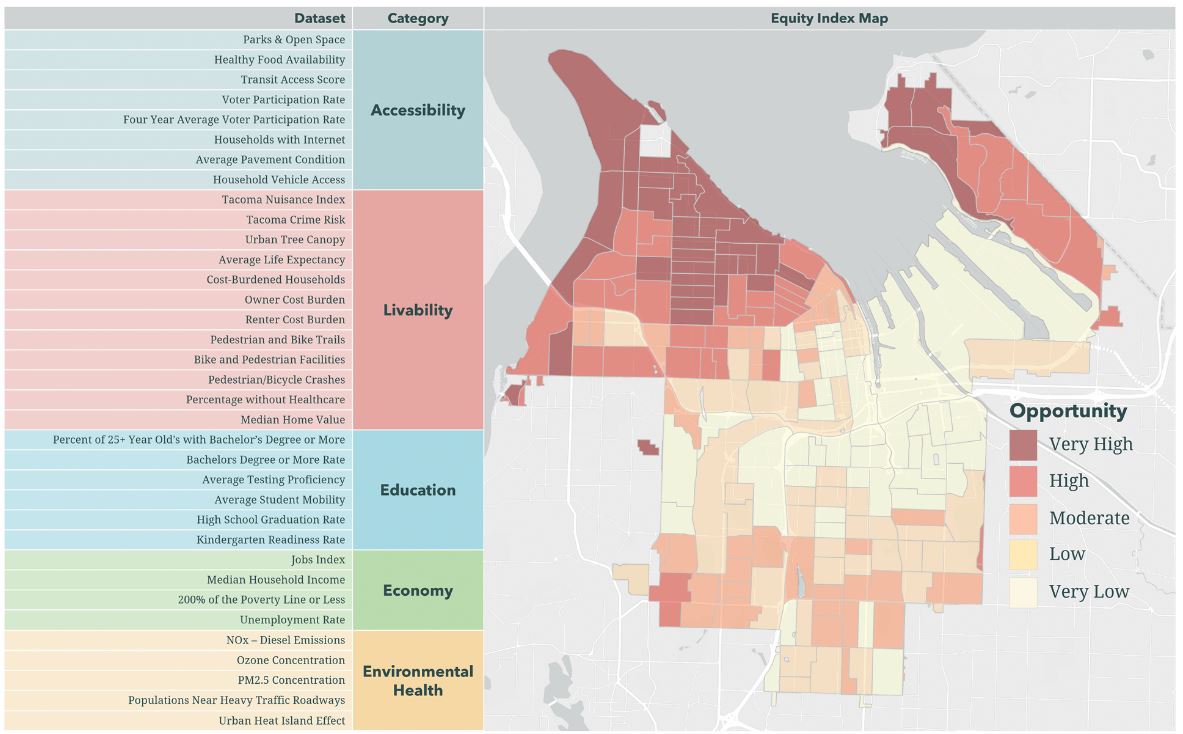 Dataset Category Equity Index Map
Parks & Open Space
Healthy Food Availability
Transit Access Score
Voter Participation Rate
Four Year Average Voter Participation Rate
Households with Internet
Average Pavement Condition
Household Vehicle Access
Accessibility
Tacoma Nuisance Index
Tacoma Crime Risk
Urban Tree Canopy
Average Life Expectancy
Cost-Burdened Households
Owner Cost Burden
Renter Cost Burden
Pedestrian and Bike Trails
Bike and Pedestrian Facilities
Pedestrian/Bicycle Crashes
Percentage without Healthcare
Median Home Value
Livability
Percent of 25+ Year Old's with Bachelor's Degree or More
Bachelors Degree or More Rate
Average Testing Proficiency
Average Student Mobility
High School Graduation Rate
Kindergarten Readiness Rate
Education
Jobs Index
Median Household Income
200% of the Poverty Line or Less
Unemployment Rate
Economy
NOx – Diesel Emissions
Ozone Concentration
PM2.5 Concentration
Populations Near Heavy Traffic Roadways
Urban Heat Island Effect
Environmental
Health
Opportunity
Very High
High
Moderate
Low
Very Low